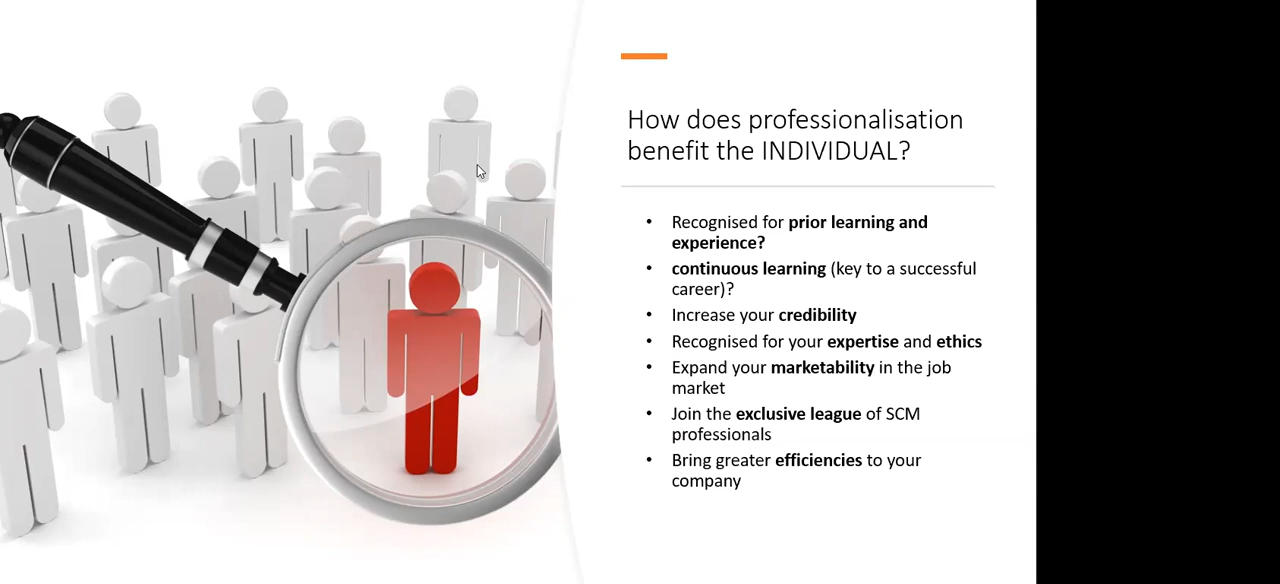 How does professionalisation
benefit the INDIVIDUAL?
• Recognised for prior learning and
experience?
• continuous learning (key to a successful
career)?
• Increase your credibility
• Recognised for your expertise and ethics
• Expand your marketability in the job
market
• Join the exclusive league of SCM
professionals
• Bring greater efficiencies to your
company